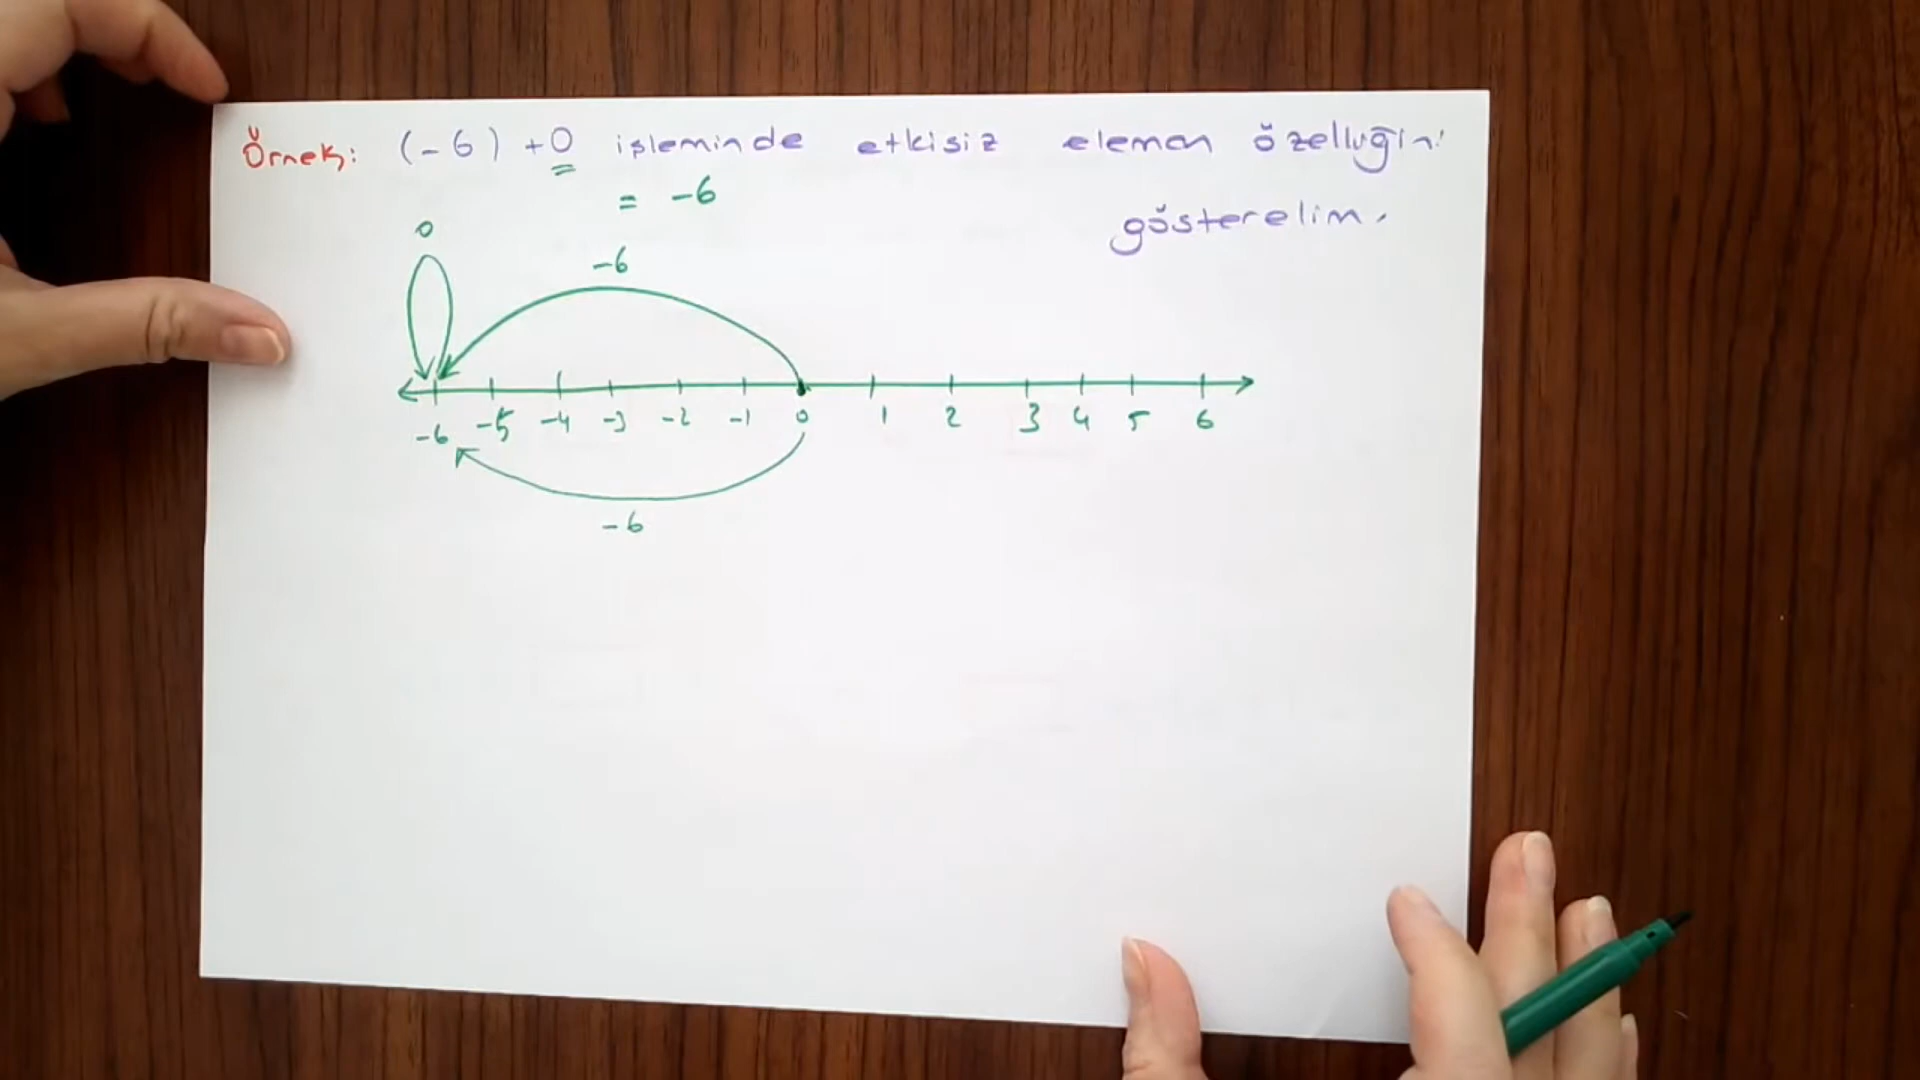 Örnek: (-6) + 0 işleminde etkisiz eleman özelliğini
= -6
gösterelim.
0
-6
-6 -5 -4 -3 -2 -1 0 1 2 3 4 5 6
-6